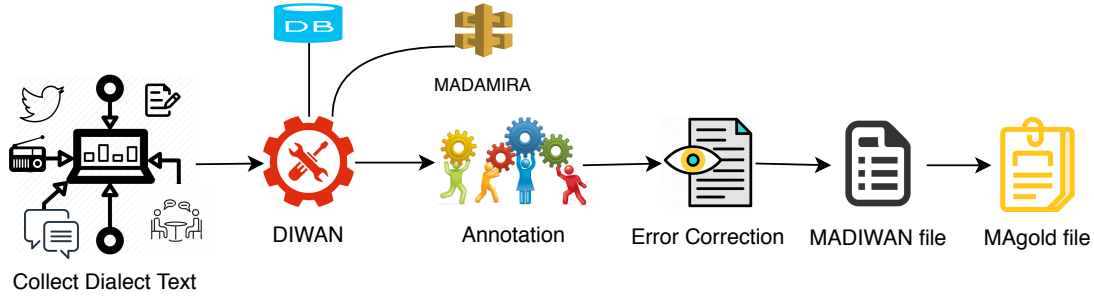 DB
MADAMIRA
DIWAN
Annotation
Error Correction
MADIWAN file
MAgold file
Collect Dialect Text